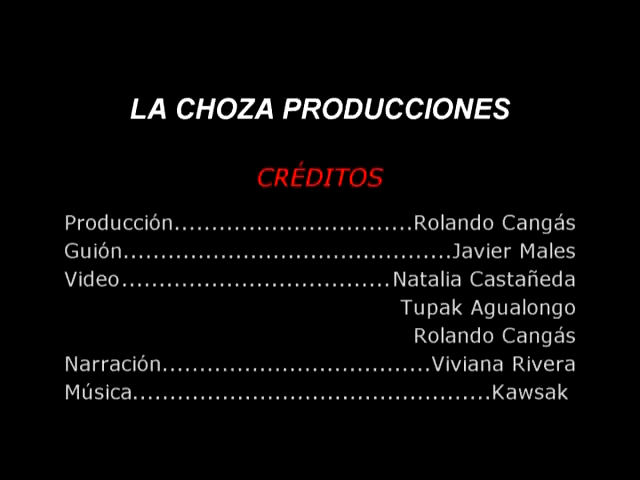 LA CHOZA PRODUCCIONES
CRÉDITOS
Producción................................Rolando Cangás
Guión............................................Javier Males
Video....................................Natalia Castañeda
Tupak Agualongo
Rolando Cangás
Narración....................................Viviana Rivera
Música................................................Kawsak